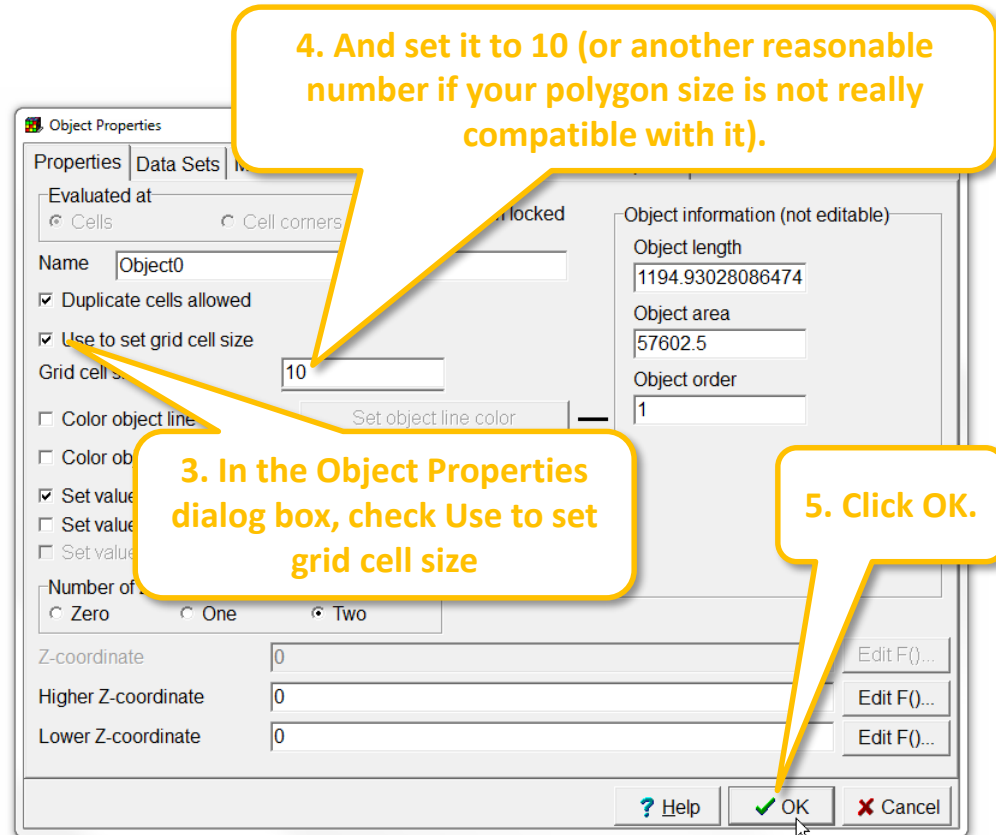 4. And set it to 10 (or another reasonable
number if your polygon size is not really
compatible with it).
Object Properties
Properties
Data Sets
Evaluated at
Cells
Cell corners
locked
Name
Object0
Duplicate cells allowed
Use to set grid cell size
Grid cell
10
Color object line
Set object line color
Color
Set value
Set value
Set value
3. In the Object Properties
dialog box, check Use to set
grid cell size
Object information (not editable)
Object length
1194.93028086474
Object area
57602.5
Object order
1
5. Click OK.
Number of
Zero
One
Two
Z-coordinate
0
Edit F()...
Higher Z-coordinate
0
Edit F()...
Lower Z-coordinate
0
Edit F()...
? Help
OK
Cancel